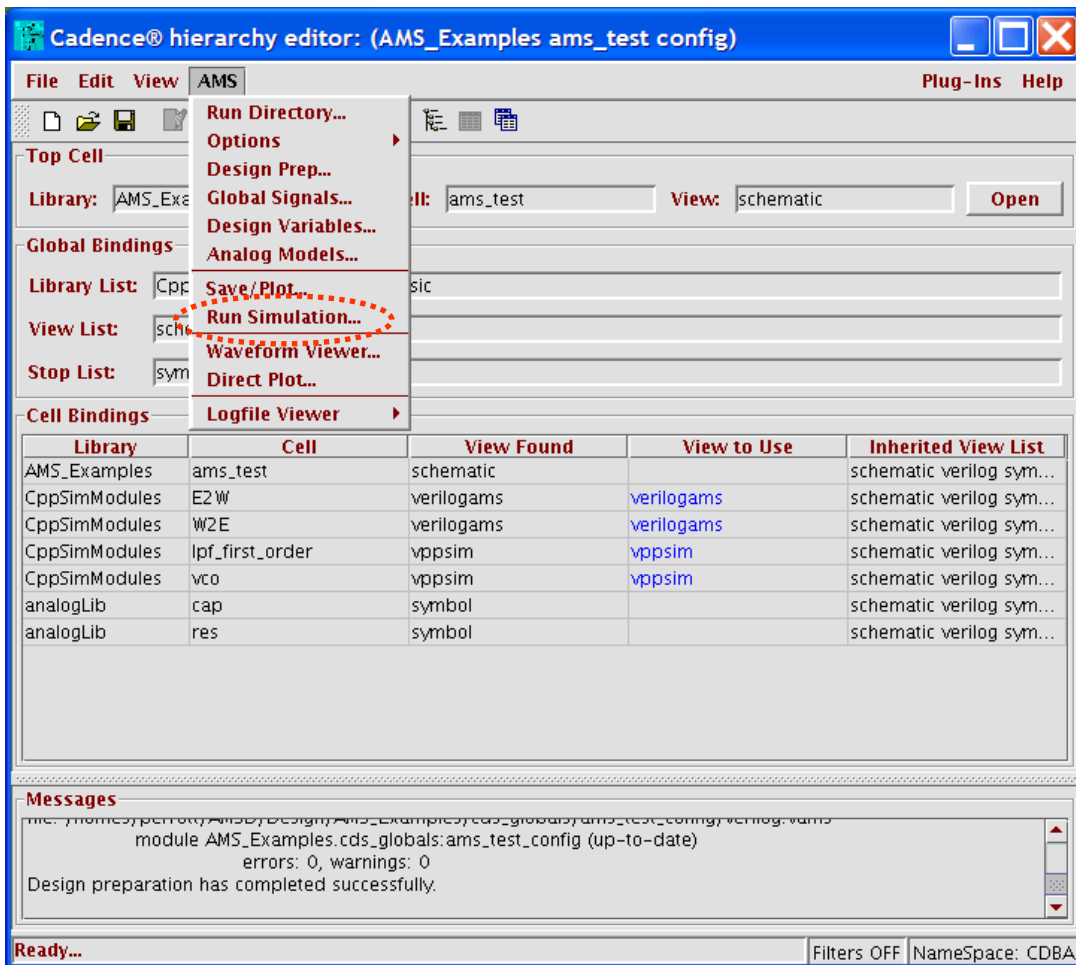 Cadence® hierarchy editor: (AMS_Examples ams_test config)
File Edit View AMS Plug-Ins Help
Run Directory...
Options
Design Prep...
Global Signals...
Design Variables...
Analog Models...
Save/Plot...
Run Simulation...
Waveform Viewer...
Direct Plot...
Logfile Viewer
Top Cell
Library: AMS_Exa ell: ams_test View: schematic Open
Global Bindings
Library List: Cpp sic
View List: sche
Stop List: sym
Cell Bindings
Library Cell View Found View to Use Inherited View List
AMS_Examples ams_test schematic schematic verilog sym...
CppSimModules E2W verilogams verilogams schematic verilog sym...
CppSimModules W2E verilogams verilogams schematic verilog sym...
CppSimModules lpf_first_order vppsim vppsim schematic verilog sym...
CppSimModules vco vppsim vppsim schematic verilog sym...
analogLib cap symbol schematic verilog sym...
analogLib res symbol schematic verilog sym...
Messages
module AMS_Examples.cds_globals:ams_test_config (up-to-date)
errors: 0, warnings: 0
Design preparation has completed successfully.
Ready... Filters OFF NameSpace: CDBA